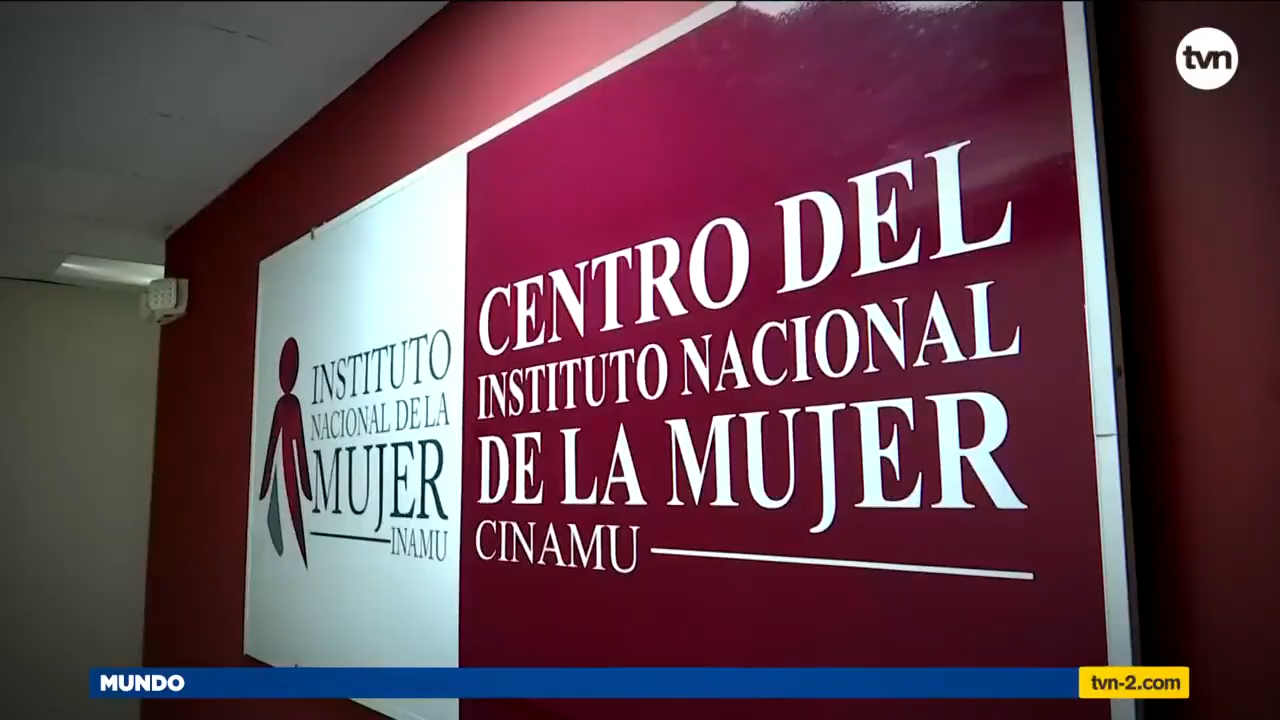 tvn
INSTITUTO
NACIONAL DE LA
MUJER
INAMU
CENTRO DEL
INSTITUTO NACIONAL
DE LA MUJER
CINAMU
MUNDO
tvn-2.com